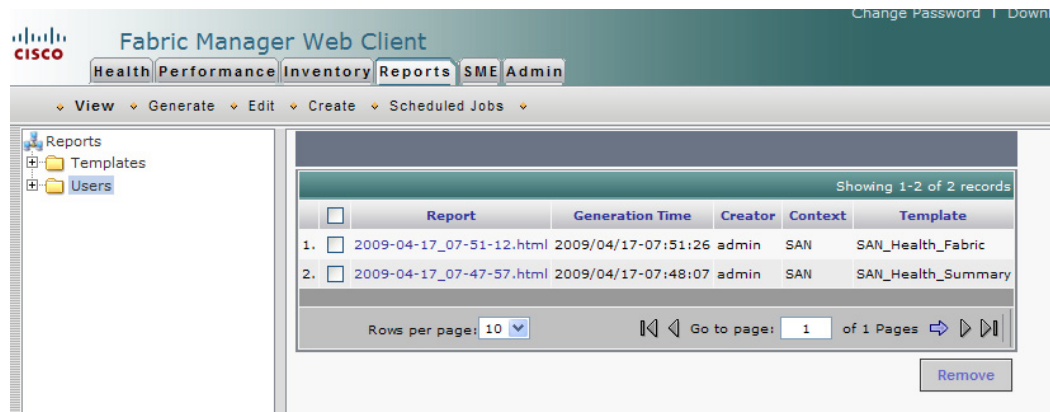 Change Password | Downl
CISCO
Fabric Manager Web Client
Health Performance Inventory Reports SME Admin
View Generate Edit Create Scheduled Jobs
Reports
Templates
Users
Showing 1-2 of 2 records
Report Generation Time Creator Context Template
1. 2009-04-17_07-51-12.html 2009/04/17-07:51:26 admin SAN SAN_Health_Fabric
2. 2009-04-17_07-47-57.html 2009/04/17-07:48:07 admin SAN SAN_Health_Summary
Rows per page: 10 Go to page: 1 of 1 Pages
Remove